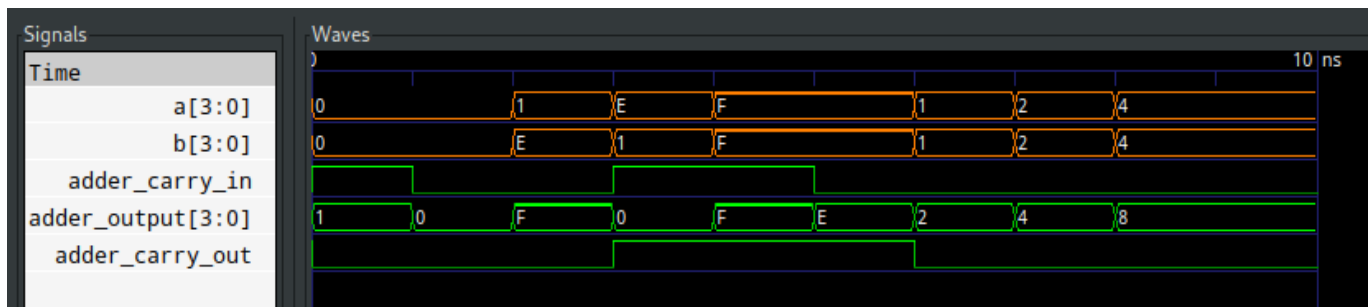 Signals Waves
Time 0 10 ns
a[3:0] 0 1 E F 1 2 4
b[3:0] 0 E 1 F 1 2 4
adder_carry_in
adder_output[3:0] 1 0 F 0 F E 2 4 8
adder_carry_out